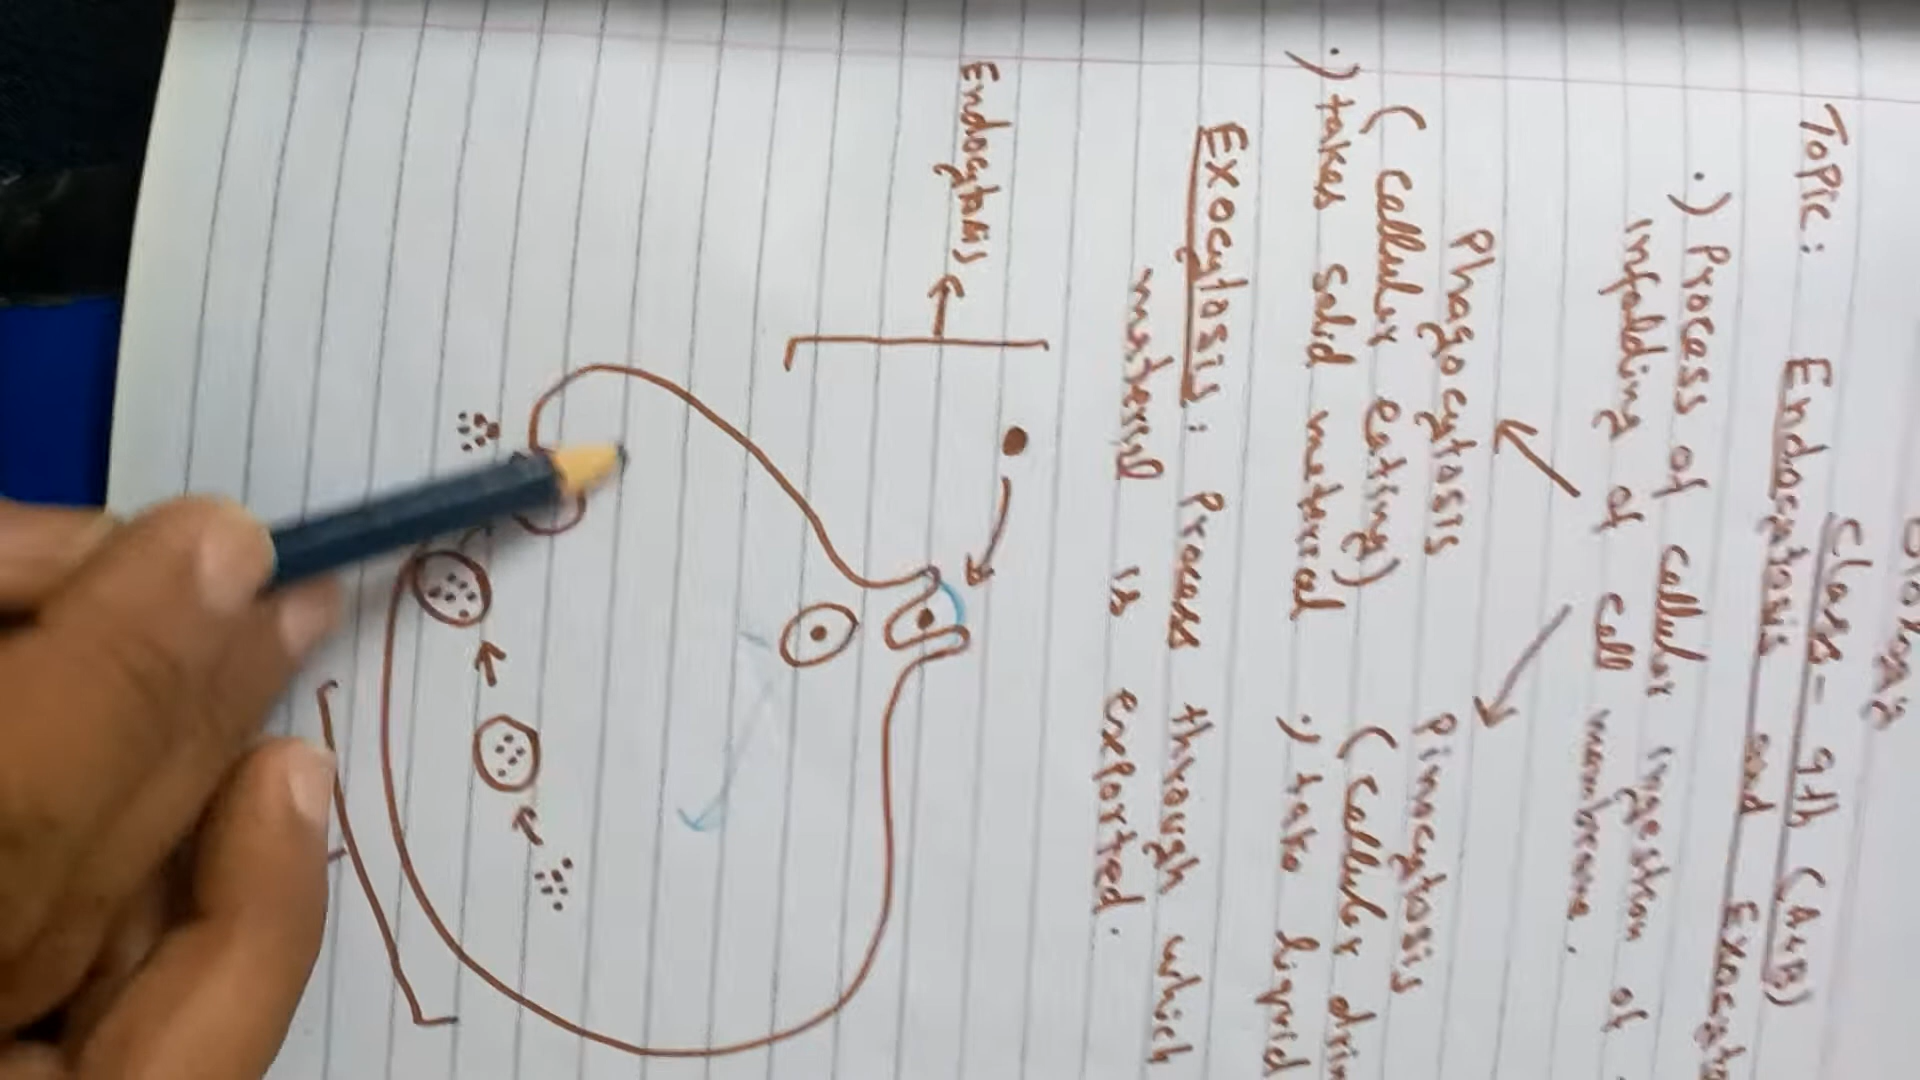 Biology
Class - 9th (A&B)
Topic: Endocytosis and Exocyto
.) Process of cellular ingestion of
infolding of cell membrane.
Phagocytosis
(cellular eating)
.) takes solid material
Pinocytosis
(cellular drin
.) take liquid
Exocytosis: Process through which
material is exported.
Endocytosis